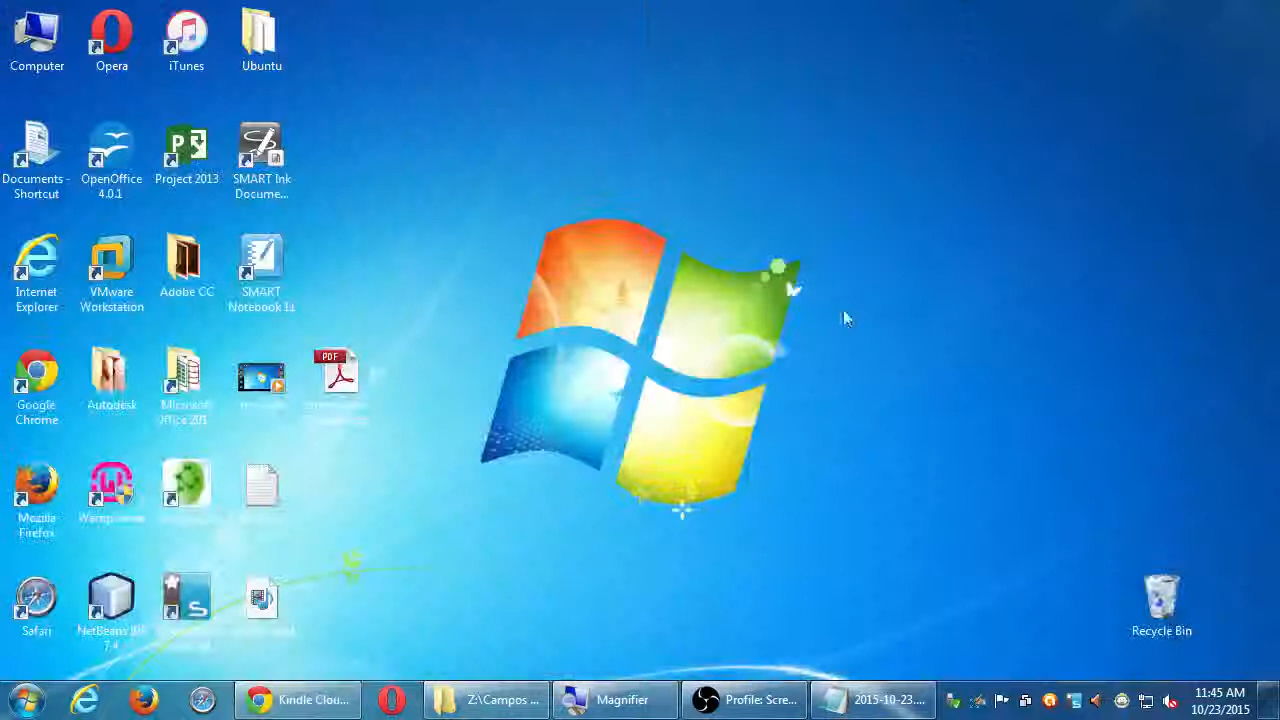 Computer
Opera
iTunes
Ubuntu
Documents -
Shortcut
OpenOffice
4.0.1
Project 2013
SMART Ink
Docume...
Internet
Explorer
VMware
Workstation
Adobe CC
SMART
Notebook 11
PDF
Google
Chrome
Autodesk
Microsoft
Office 201
Mozilla
Firefox
Safari
NetBeans IDE
7.4
Recycle Bin
Kindle Clou...
Z:\Campos ...
Magnifier
Profile: Scre...
2015-10-23....
11:45 AM
10/23/2015